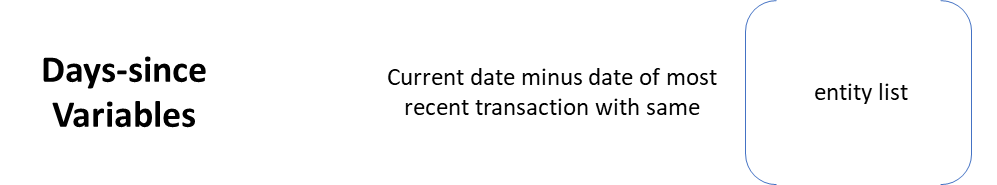 Days-since
Variables
Current date minus date of most
recent transaction with same
entity list